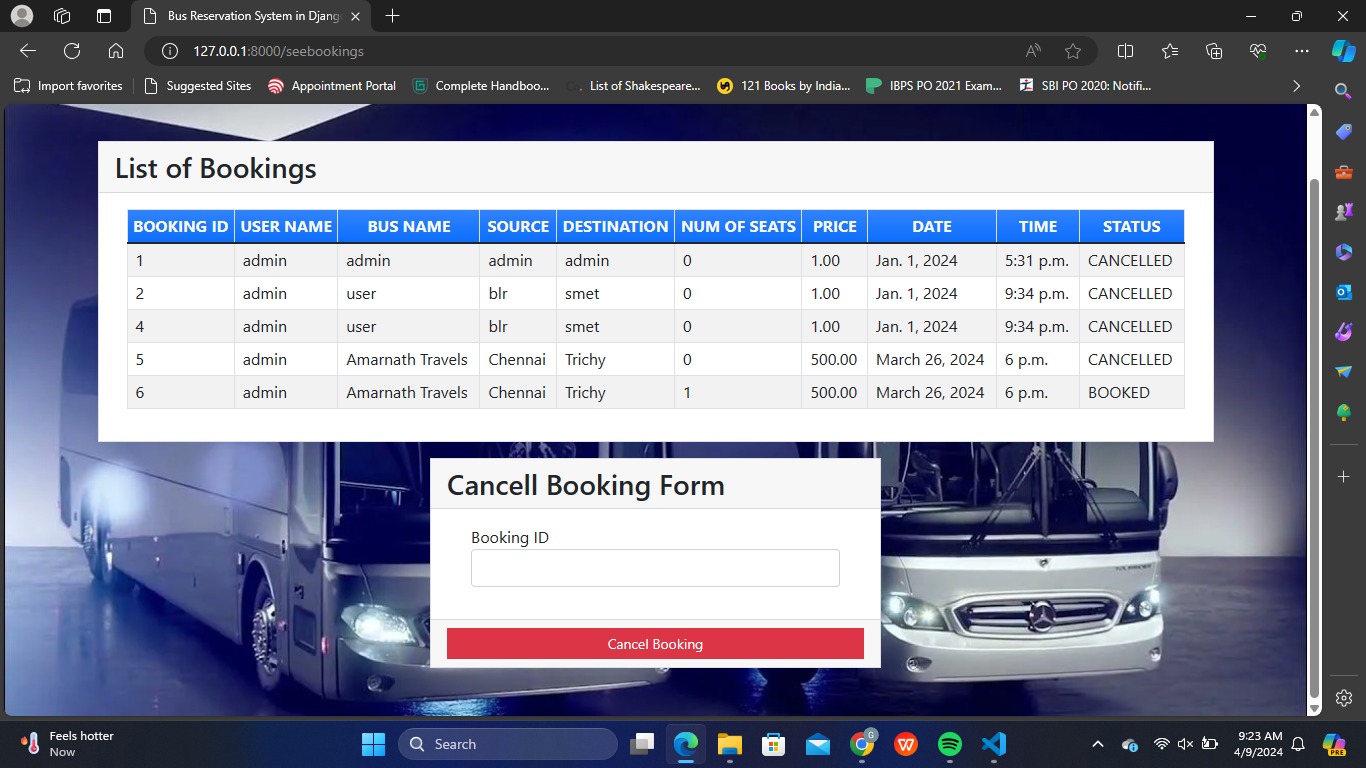 Bus Reservation System in Djang
127.0.0.1:8000/seebookings
Import favorites Suggested Sites Appointment Portal Complete Handboo... List of Shakespeare... 121 Books by India... IBPS PO 2021 Exam... SBI PO 2020: Notifi...
List of Bookings
BOOKING ID USER NAME BUS NAME SOURCE DESTINATION NUM OF SEATS PRICE DATE TIME STATUS
1 admin admin admin admin 0 1.00 Jan. 1, 2024 5:31 p.m. CANCELLED
2 admin user blr smet 0 1.00 Jan. 1, 2024 9:34 p.m. CANCELLED
4 admin user blr smet 0 1.00 Jan. 1, 2024 9:34 p.m. CANCELLED
5 admin Amarnath Travels Chennai Trichy 0 500.00 March 26, 2024 6 p.m. CANCELLED
6 admin Amarnath Travels Chennai Trichy 1 500.00 March 26, 2024 6 p.m. BOOKED
Cancell Booking Form
Booking ID
Cancel Booking
Feels hotter
Now
Search
9:23 AM
4/9/2024
PRE